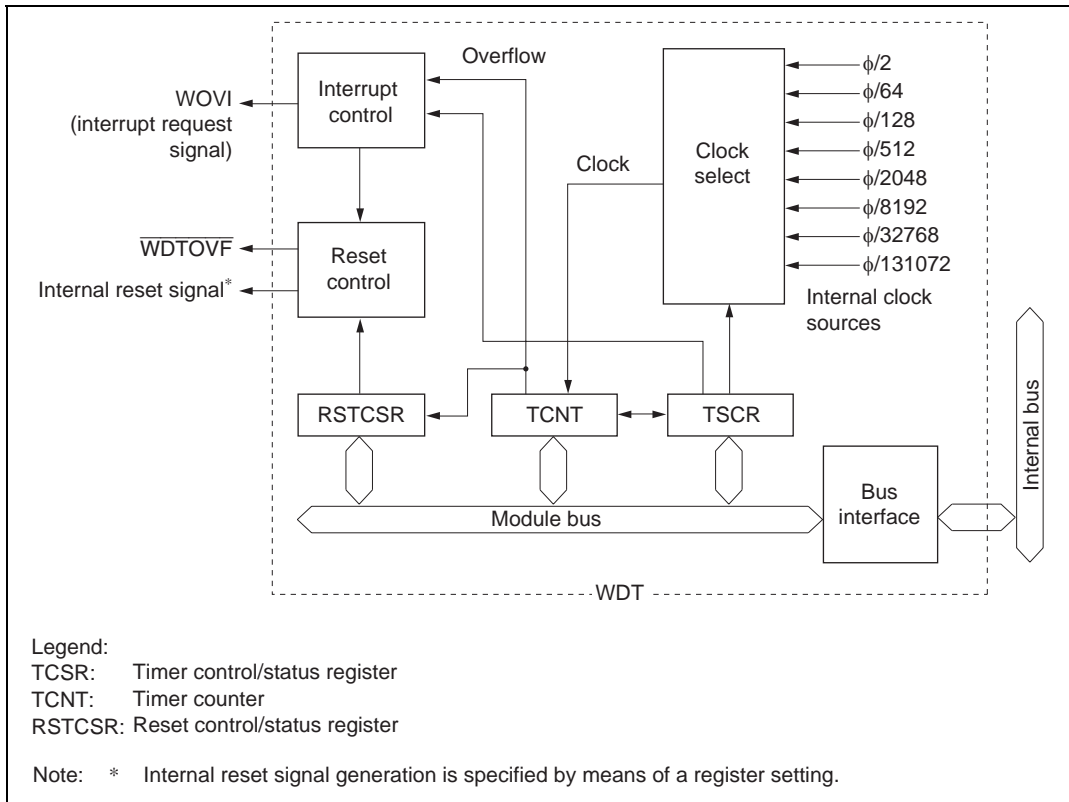 Overflow
Interrupt
control
WOVI
(interrupt request
signal)
WDTOVF
Internal reset signal*
Reset
control
Clock
Clock
select
ϕ/2
ϕ/64
ϕ/128
ϕ/512
ϕ/2048
ϕ/8192
ϕ/32768
ϕ/131072
Internal clock
sources
RSTCSR
TCNT
TSCR
Module bus
Bus
interface
Internal bus
WDT
Legend:
TCSR: Timer control/status register
TCNT: Timer counter
RSTCSR: Reset control/status register
Note: * Internal reset signal generation is specified by means of a register setting.